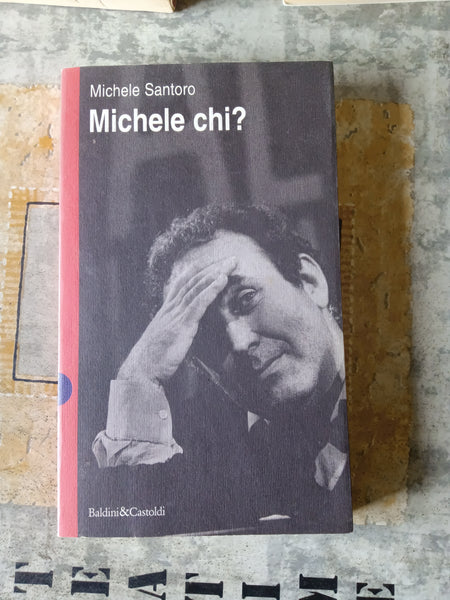 Michele Santoro
Michele chi?
Baldini&Castoldi
T E A T I M E